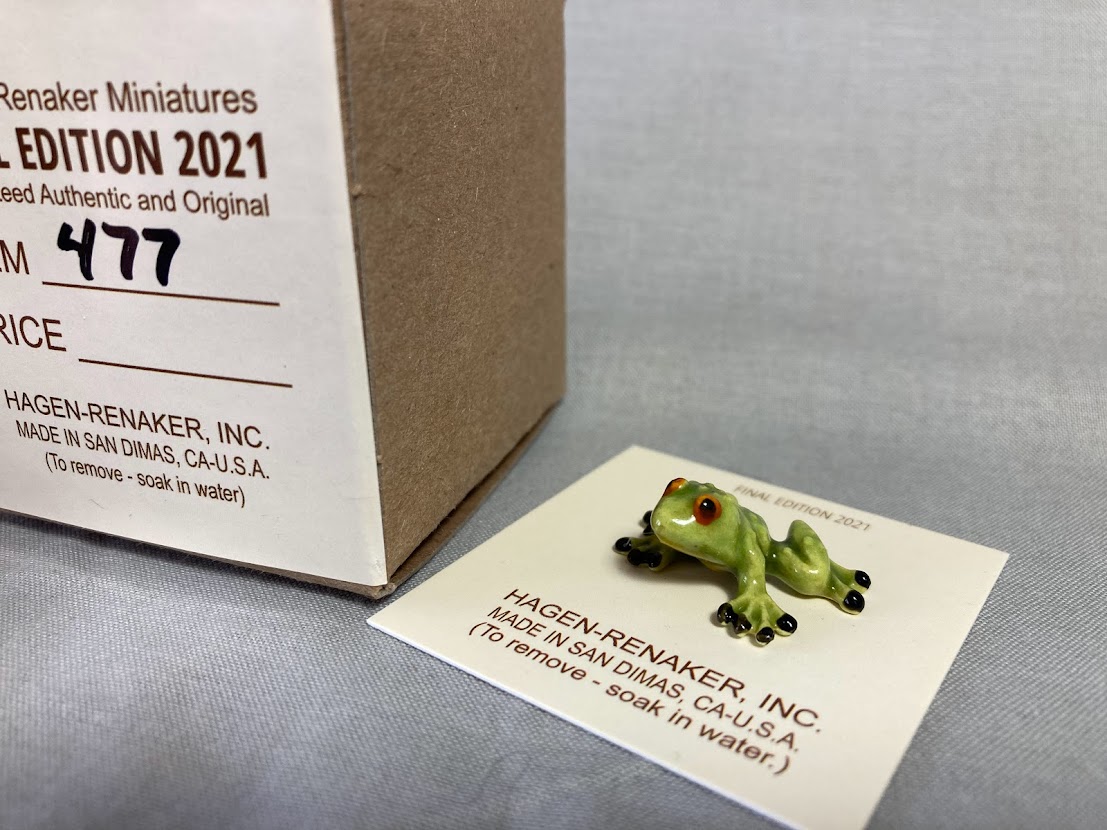 Renaker Miniatures
L EDITION 2021
eed Authentic and Original
M 477
RICE
HAGEN-RENAKER, INC.
MADE IN SAN DIMAS, CA-U.S.A.
(To remove - soak in water)
FINAL EDITION 2021
HAGEN-RENAKER, INC.
MADE IN SAN DIMAS, CA-U.S.A.
(To remove - soak in water.)